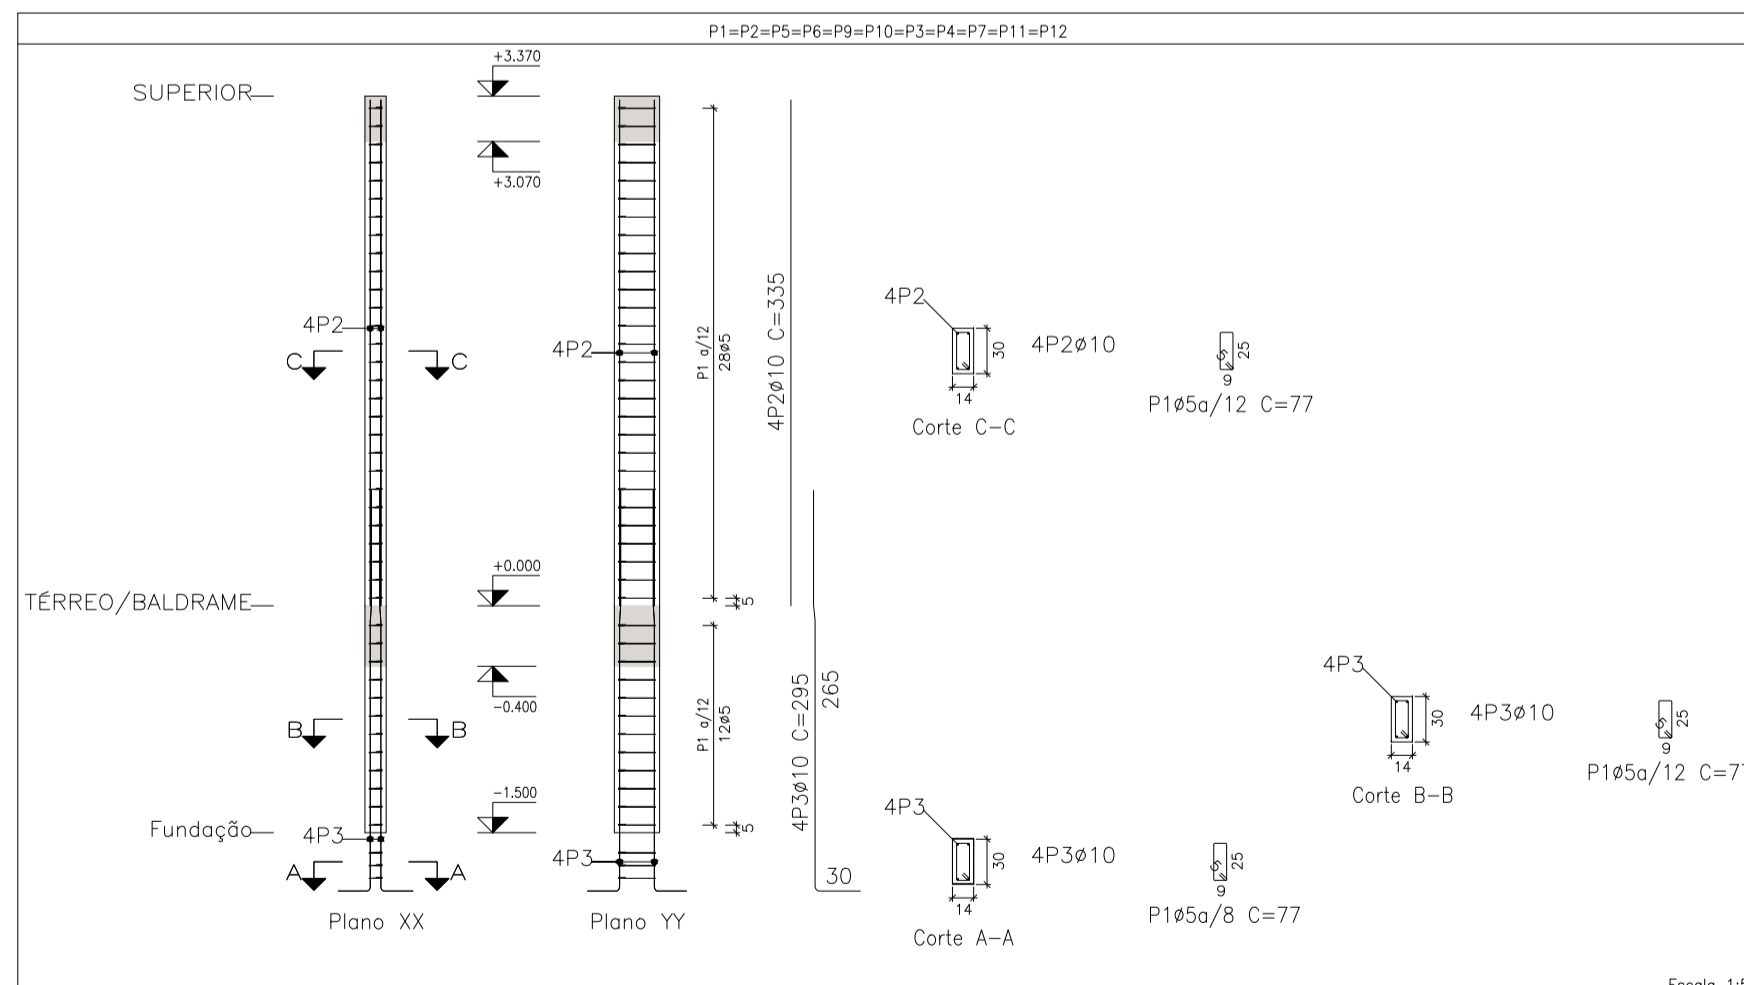 P1=P2=P5=P6=P9=P10=P3=P4=P7=P11=P12
SUPERIOR
+3.370
+3.070
4P2
C C
4P2
P1 a/12
28ø5
4P2ø10 C=335
4P2
30
14
4P2ø10
25
9
P1ø5a/12 C=77
Corte C-C
TÉRREO/BALDRAME
+0.000
5
-0.400
B B
P1 a/12
12ø5
4P3ø10 C=295
265
4P3
30
14
4P3ø10
25
9
P1ø5a/12 C=7
Corte B-B
Fundação
-1.500
5
4P3
A A
4P3
30
4P3
30
14
4P3ø10
25
9
P1ø5a/8 C=77
Corte A-A
Plano XX
Plano YY